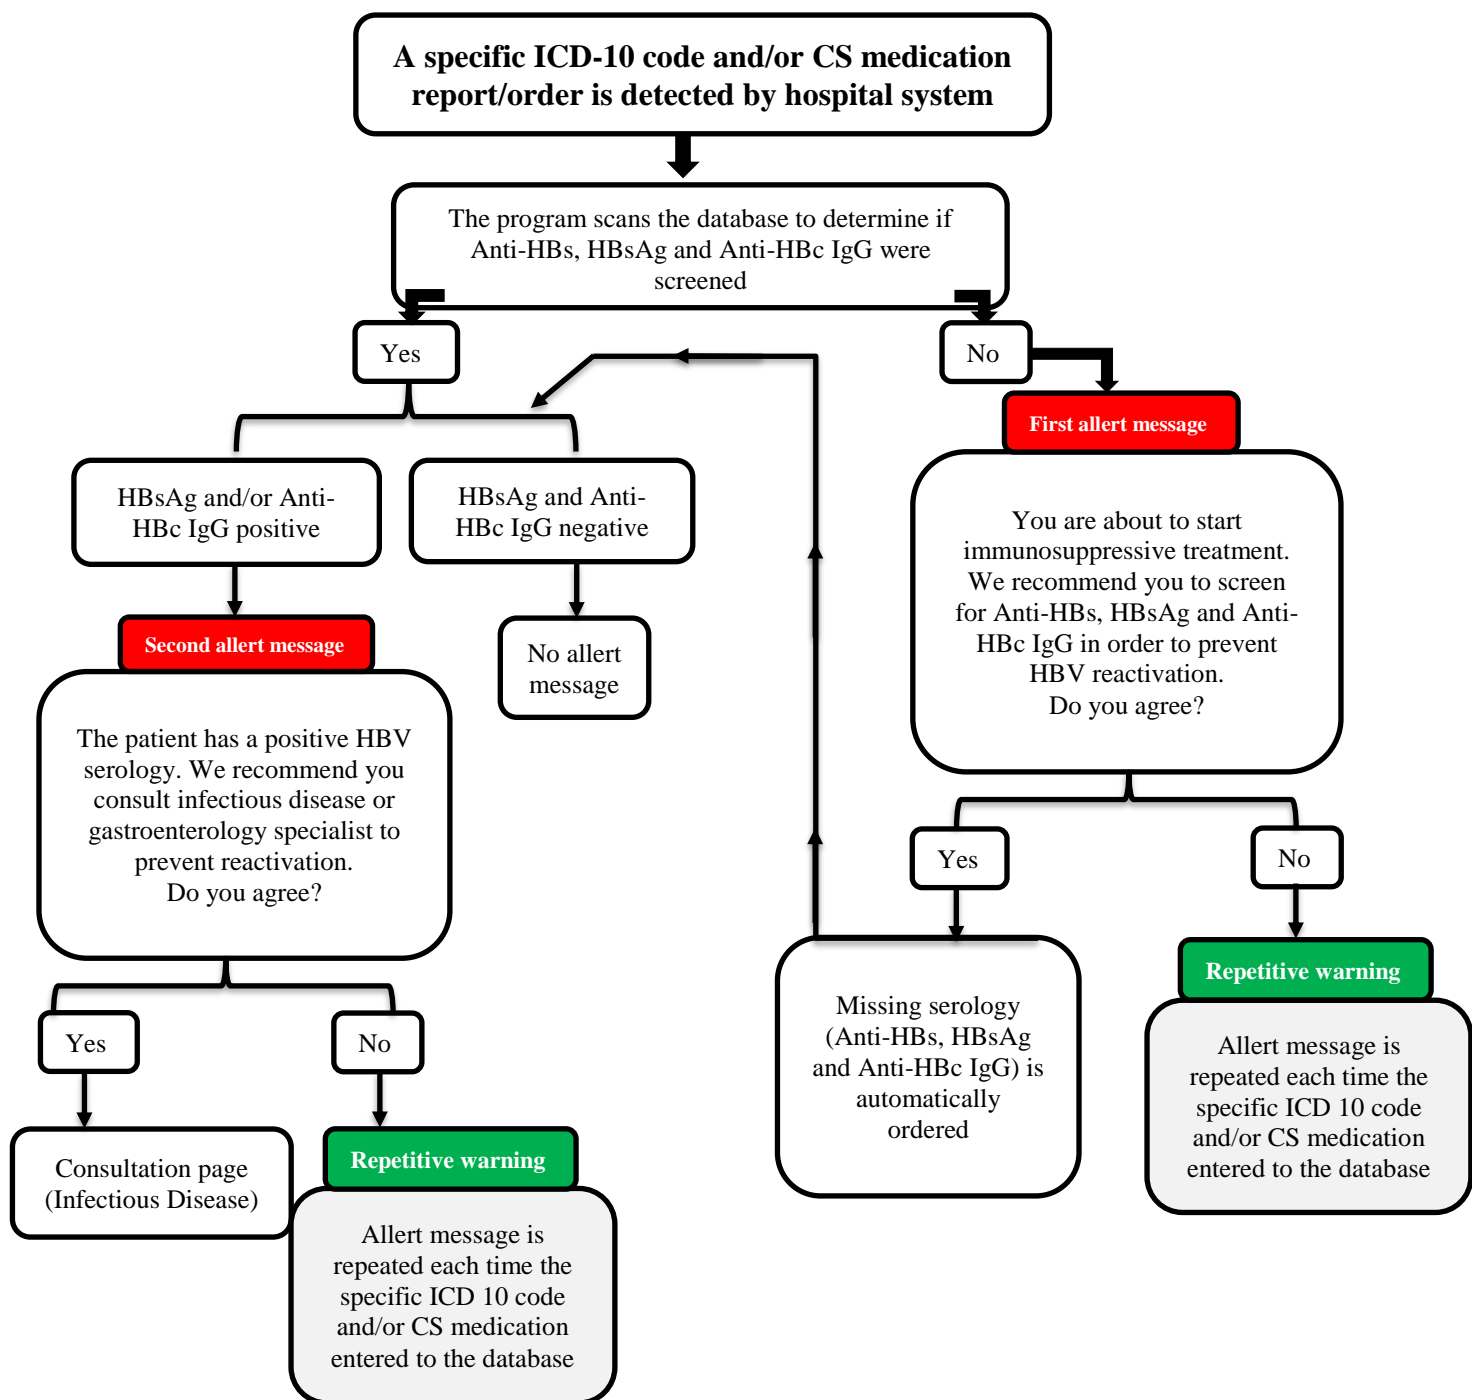 A specific ICD-10 code and/or CS medication
report/order is detected by hospital system
The program scans the database to determine if
Anti-HBs, HBsAg and Anti-HBc IgG were
screened
Yes
No
First allert message
HBsAg and/or Anti-
HBc IgG positive
HBsAg and Anti-
HBc IgG negative
You are about to start
immunosuppressive treatment.
We recommend you to screen
for Anti-HBs, HBsAg and Anti-
HBc IgG in order to prevent
HBV reactivation.
Do you agree?
Second allert message
No allert
message
The patient has a positive HBV
serology. We recommend you
consult infectious disease or
gastroenterology specialist to
prevent reactivation.
Do you agree?
Yes
No
Repetitive warning
Missing serology
(Anti-HBs, HBsAg
and Anti-HBc IgG) is
automatically
ordered
Allert message is
repeated each time the
specific ICD 10 code
and/or CS medication
entered to the database
Yes
No
Consultation page
(Infectious Disease)
Repetitive warning
Allert message is
repeated each time the
specific ICD 10 code
and/or CS medication
entered to the database